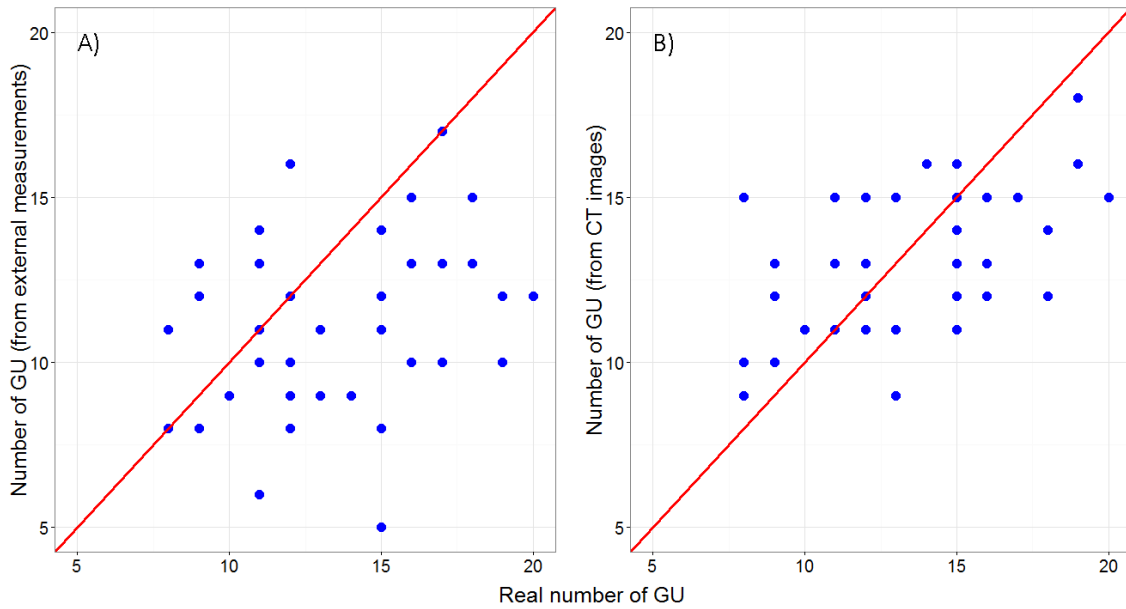 A)
Number of GU (from external measurements)
20
15
10
5
5 10 15 20
B)
Number of GU (from CT images)
20
15
10
5
5 10 15 20
Real number of GU